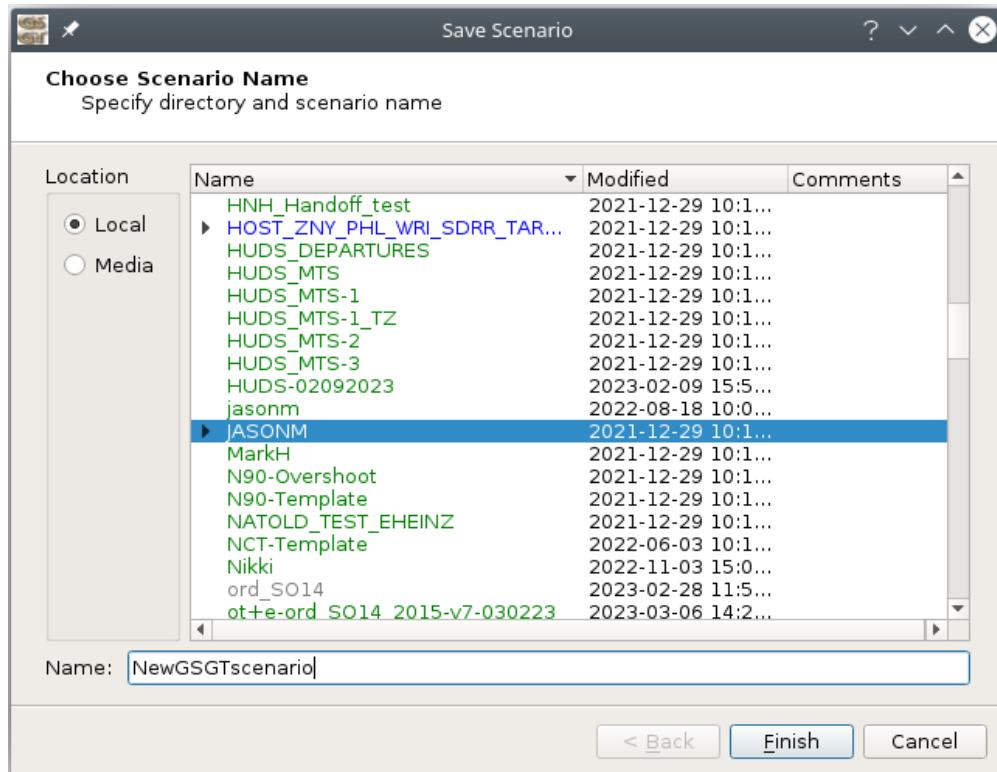 Save Scenario
Choose Scenario Name
Specify directory and scenario name
Location
Local
Media
Name Modified Comments
HNH_Handoff_test 2021-12-29 10:1...
HOST_ZNY_PHL_WRI_SDRR_TAR... 2021-12-29 10:1...
HUDS_DEPARTURES 2021-12-29 10:1...
HUDS_MTS 2021-12-29 10:1...
HUDS_MTS-1 2021-12-29 10:1...
HUDS_MTS-1_TZ 2021-12-29 10:1...
HUDS_MTS-2 2021-12-29 10:1...
HUDS_MTS-3 2021-12-29 10:1...
HUDS-02092023 2023-02-09 15:5...
jasonm 2022-08-18 10:0...
JASONM 2021-12-29 10:1...
MarkH 2021-12-29 10:1...
N90-Overshoot 2021-12-29 10:1...
N90-Template 2021-12-29 10:1...
NATOLD_TEST_EHEINZ 2021-12-29 10:1...
NCT-Template 2022-06-03 10:1...
Nikki 2022-11-03 15:0...
ord_SO14 2023-02-28 11:5...
ot+e-ord_SO14_2015-v7-030223 2023-03-06 14:2...
Name: NewGSGTscenario
< Back Finish Cancel